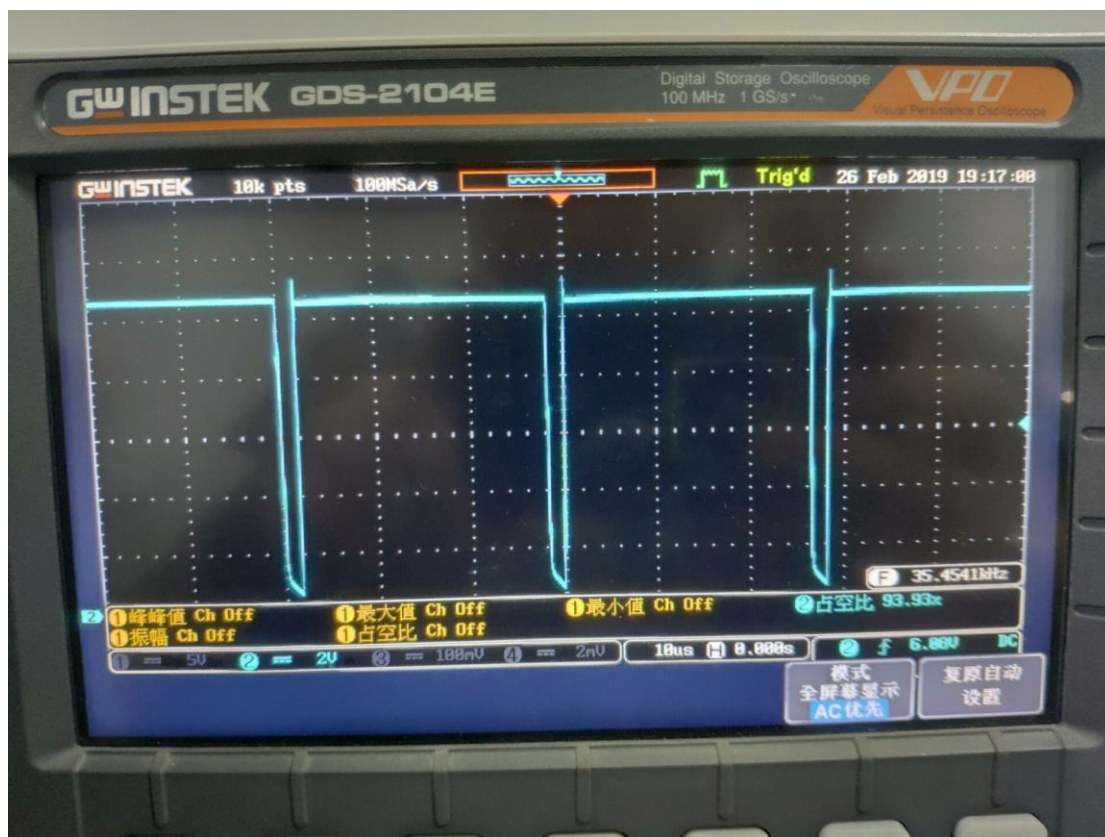 GWINSTEK GDS-2104E Digital Storage Oscilloscope VPO
100 MHz 1 GS/s Visual Persistence Oscilloscope
GWINSTEK 10k pts 100MSa/s Trig'd 26 Feb 2019 19:17:00
F 35.4541kHz
2 1峰峰值 Ch Off 1最大值 Ch Off 1最小值 Ch Off 2占空比 93.93%
1振幅 Ch Off 1占空比 Ch Off
1 5V 2 2V 3 100mV 4 2mV 10us H 0.000s 2 6.08V DC
模式 复原自动
全屏幕显示 设置
AC优先